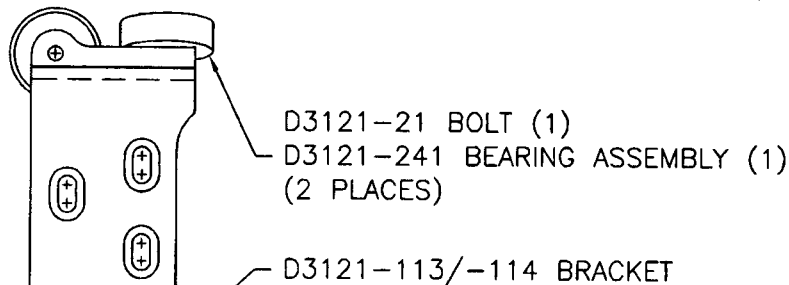 D3121-21 BOLT (1)
D3121-241 BEARING ASSEMBLY (1)
(2 PLACES)
D3121-113/-114 BRACKET